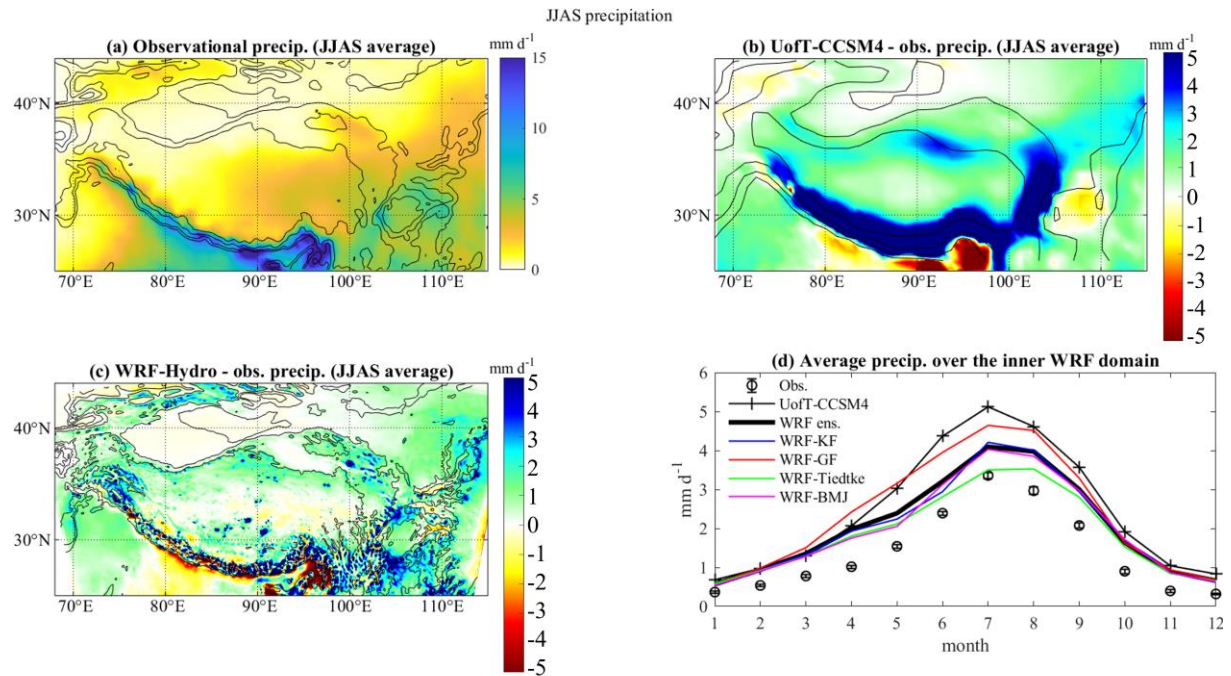 JJAS precipitation
(a) Observational precip. (JJAS average)
mm d⁻¹
15
10
5
0
40°N
30°N
70°E
80°E
90°E
100°E
110°E
(b) UofT-CCSM4 - obs. precip. (JJAS average)
mm d⁻¹
5
4
3
2
1
0
-1
-2
-3
-4
-5
40°N
30°N
70°E
80°E
90°E
100°E
110°E
(c) WRF-Hydro - obs. precip. (JJAS average)
mm d⁻¹
5
4
3
2
1
0
-1
-2
-3
-4
-5
40°N
30°N
70°E
80°E
90°E
100°E
110°E
(d) Average precip. over the inner WRF domain
mm d⁻¹
6
5
4
3
2
1
0
Obs.
UofT-CCSM4
WRF ens.
WRF-KF
WRF-GF
WRF-Tiedtke
WRF-BMJ
1 2 3 4 5 6 7 8 9 10 11 12
month